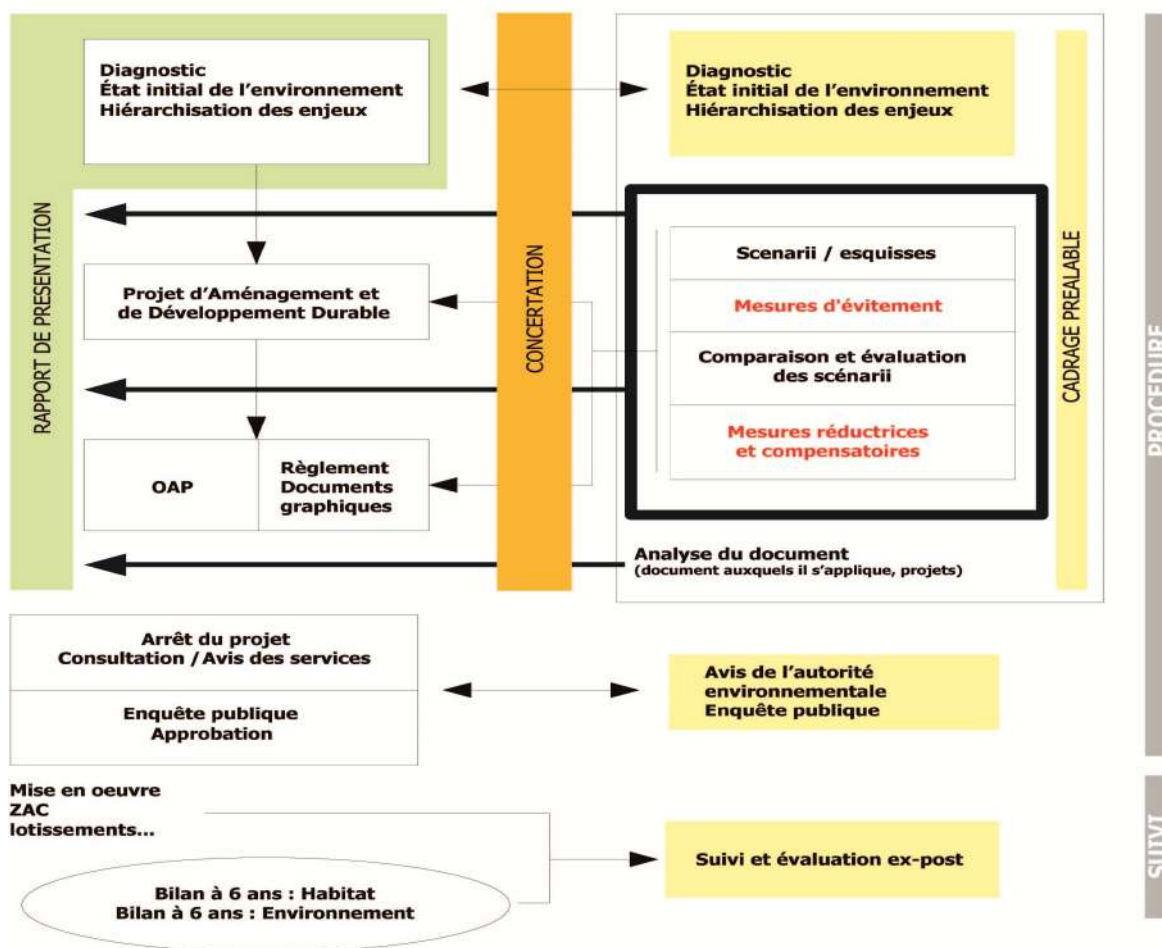 Diagnostic
État initial de l'environnement
Hiérarchisation des enjeux
Diagnostic
État initial de l'environnement
Hiérarchisation des enjeux
RAPPORT DE PRESENTATION
CONCERTATION
CADRAGE PREALABLE
PROCEDURE
Projet d'Aménagement et
de Développement Durable
Scenarii / esquisses
Mesures d'évitement
Comparaison et évaluation
des scénarii
Mesures réductrices
et compensatoires
OAP
Règlement
Documents
graphiques
Analyse du document
(document auxquels il s'applique, projets)
Arrêt du projet
Consultation / Avis des services
Enquête publique
Approbation
Avis de l'autorité
environnementale
Enquête publique
Mise en oeuvre
ZAC
lotissements...
Suivi et évaluation ex-post
Bilan à 6 ans : Habitat
Bilan à 6 ans : Environnement
SUIVI